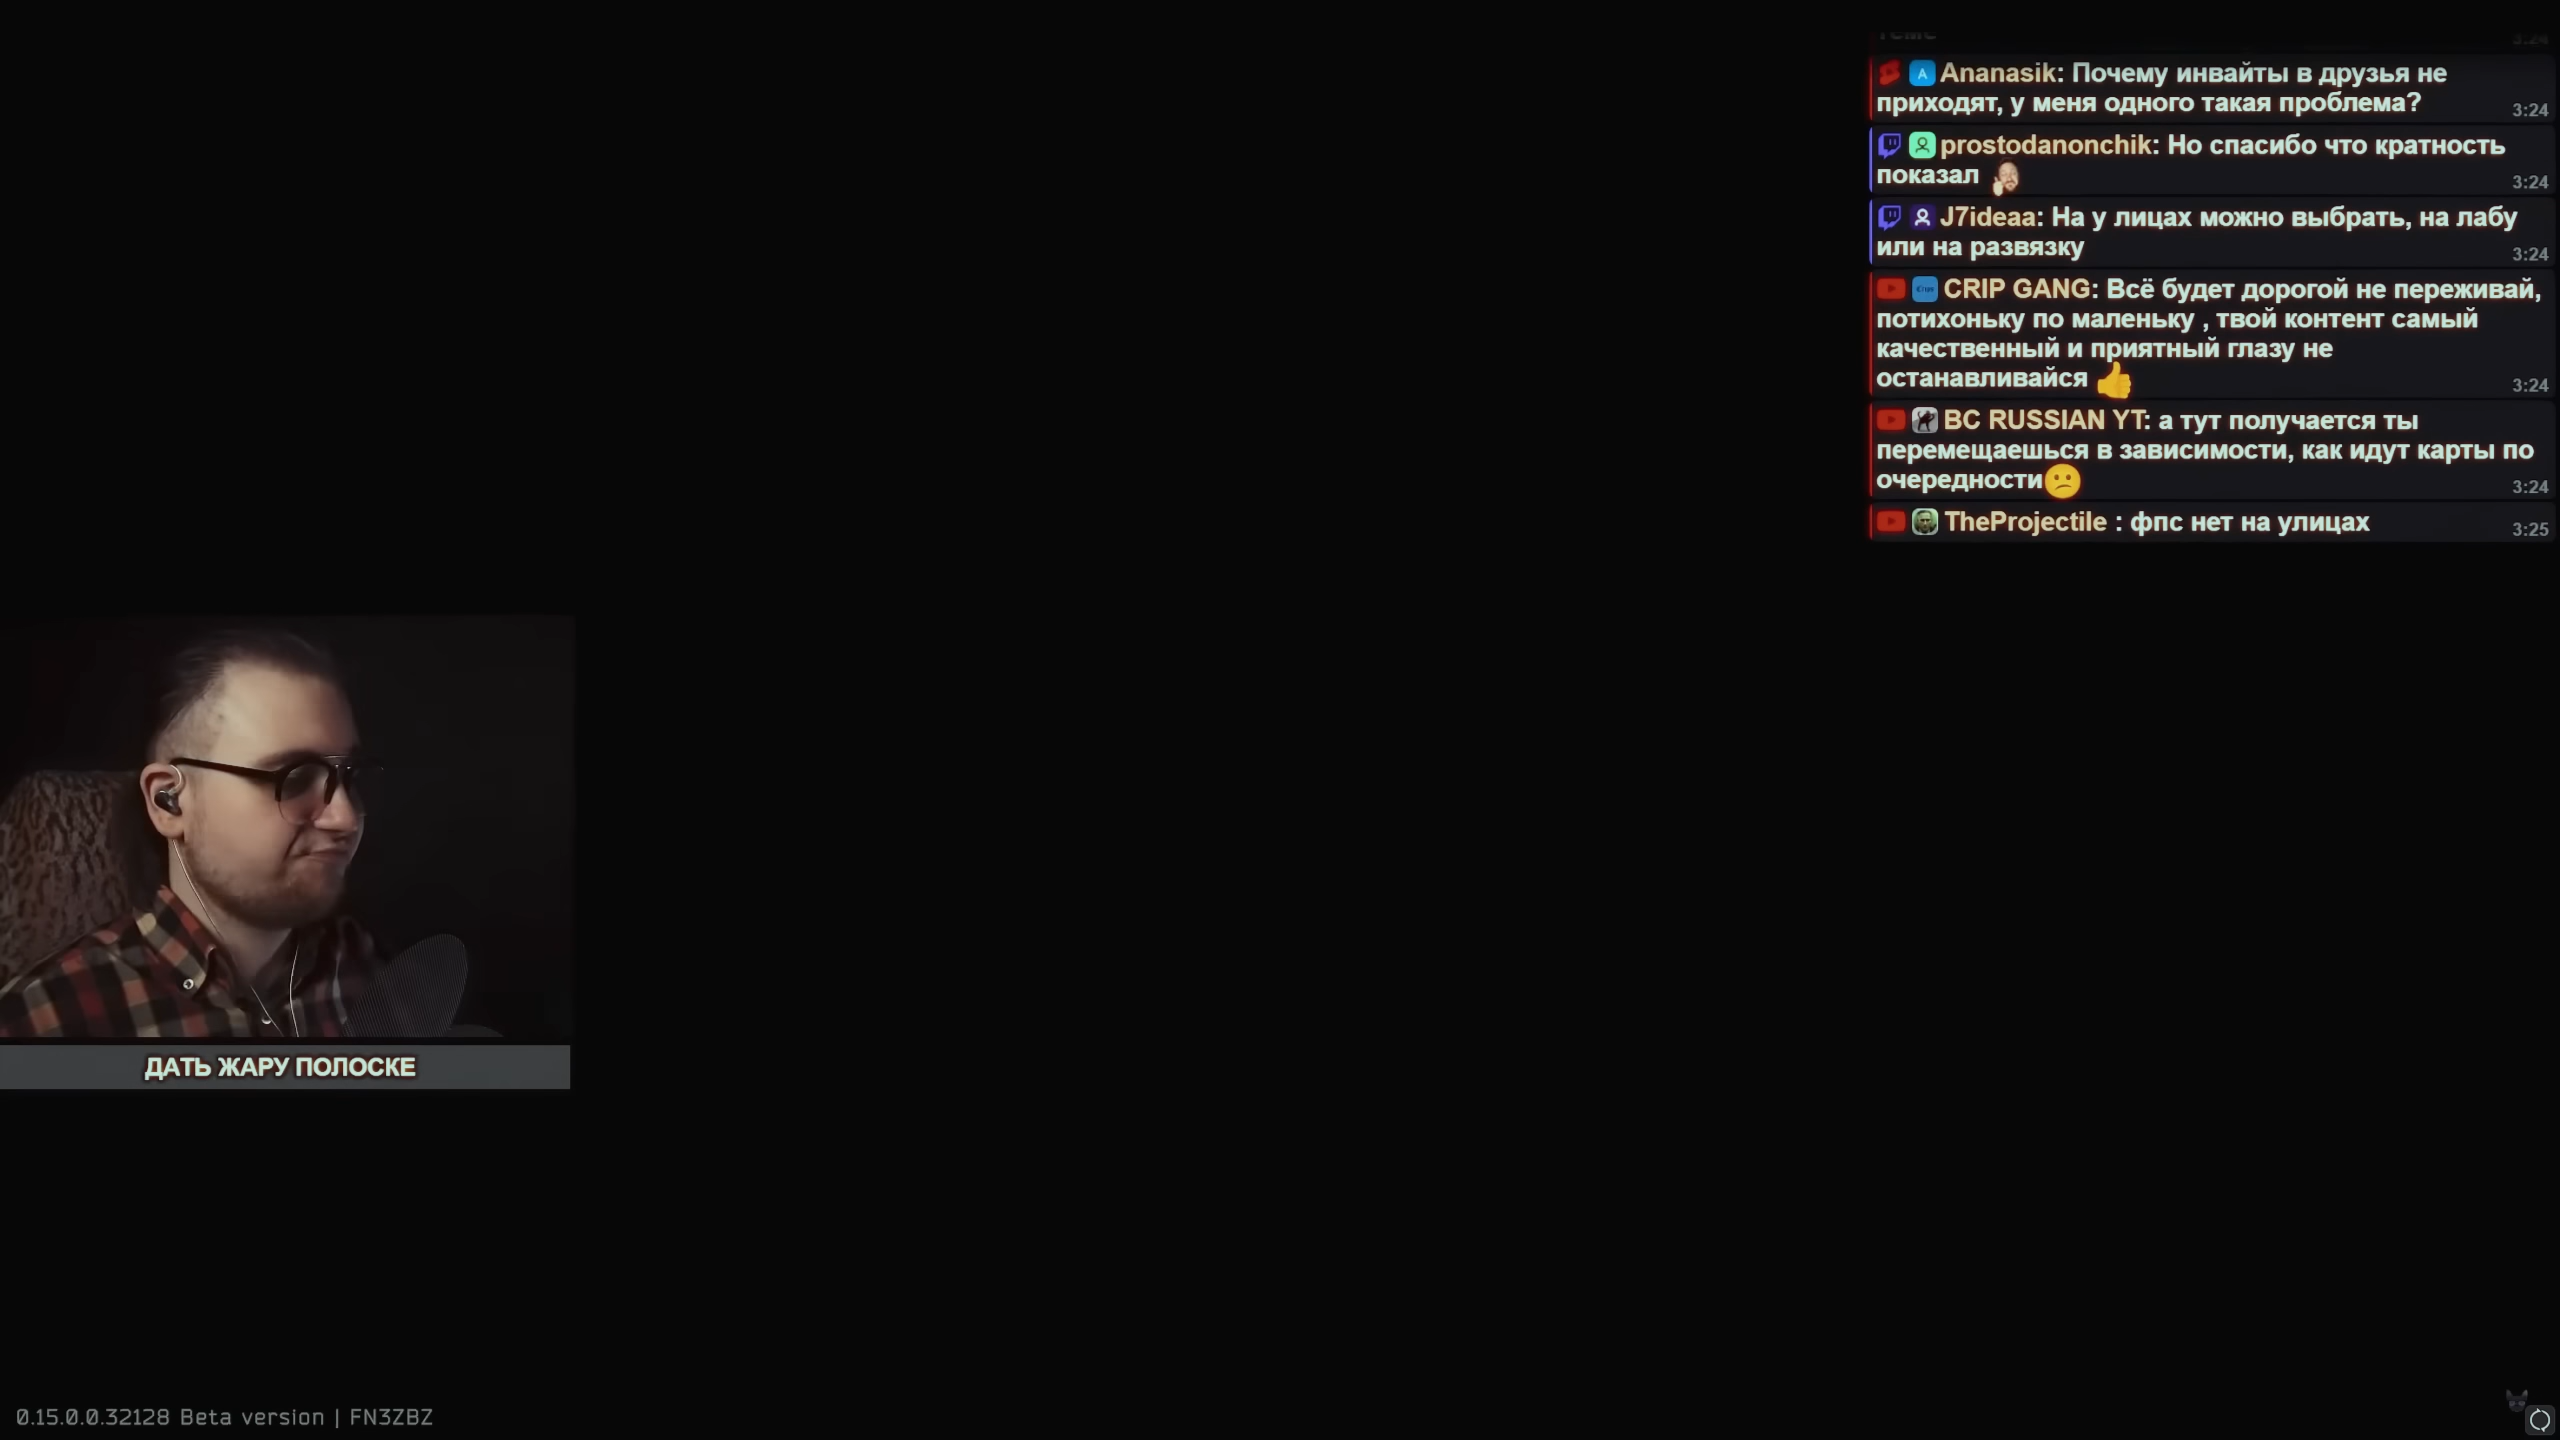 3:24
Ananasik: Почему инвайты в друзья не
приходят, у меня одного такая проблема?
3:24
prostodanonchik: Но спасибо что кратность
показал
3:24
J7ideaa: На у лицах можно выбрать, на лабу
или на развязку
3:24
CRIP GANG: Всё будет дорогой не переживай,
потихоньку по маленьку , твой контент самый
качественный и приятный глазу не
останавливайся 👍
3:24
BC RUSSIAN YT: а тут получается ты
перемещаешься в зависимости, как идут карты по
очередности😕
3:24
TheProjectile : фпс нет на улицах
3:25
ДАТЬ ЖАРУ ПОЛОСКЕ
0.15.0.0.32128 Beta version | FN3ZBZ